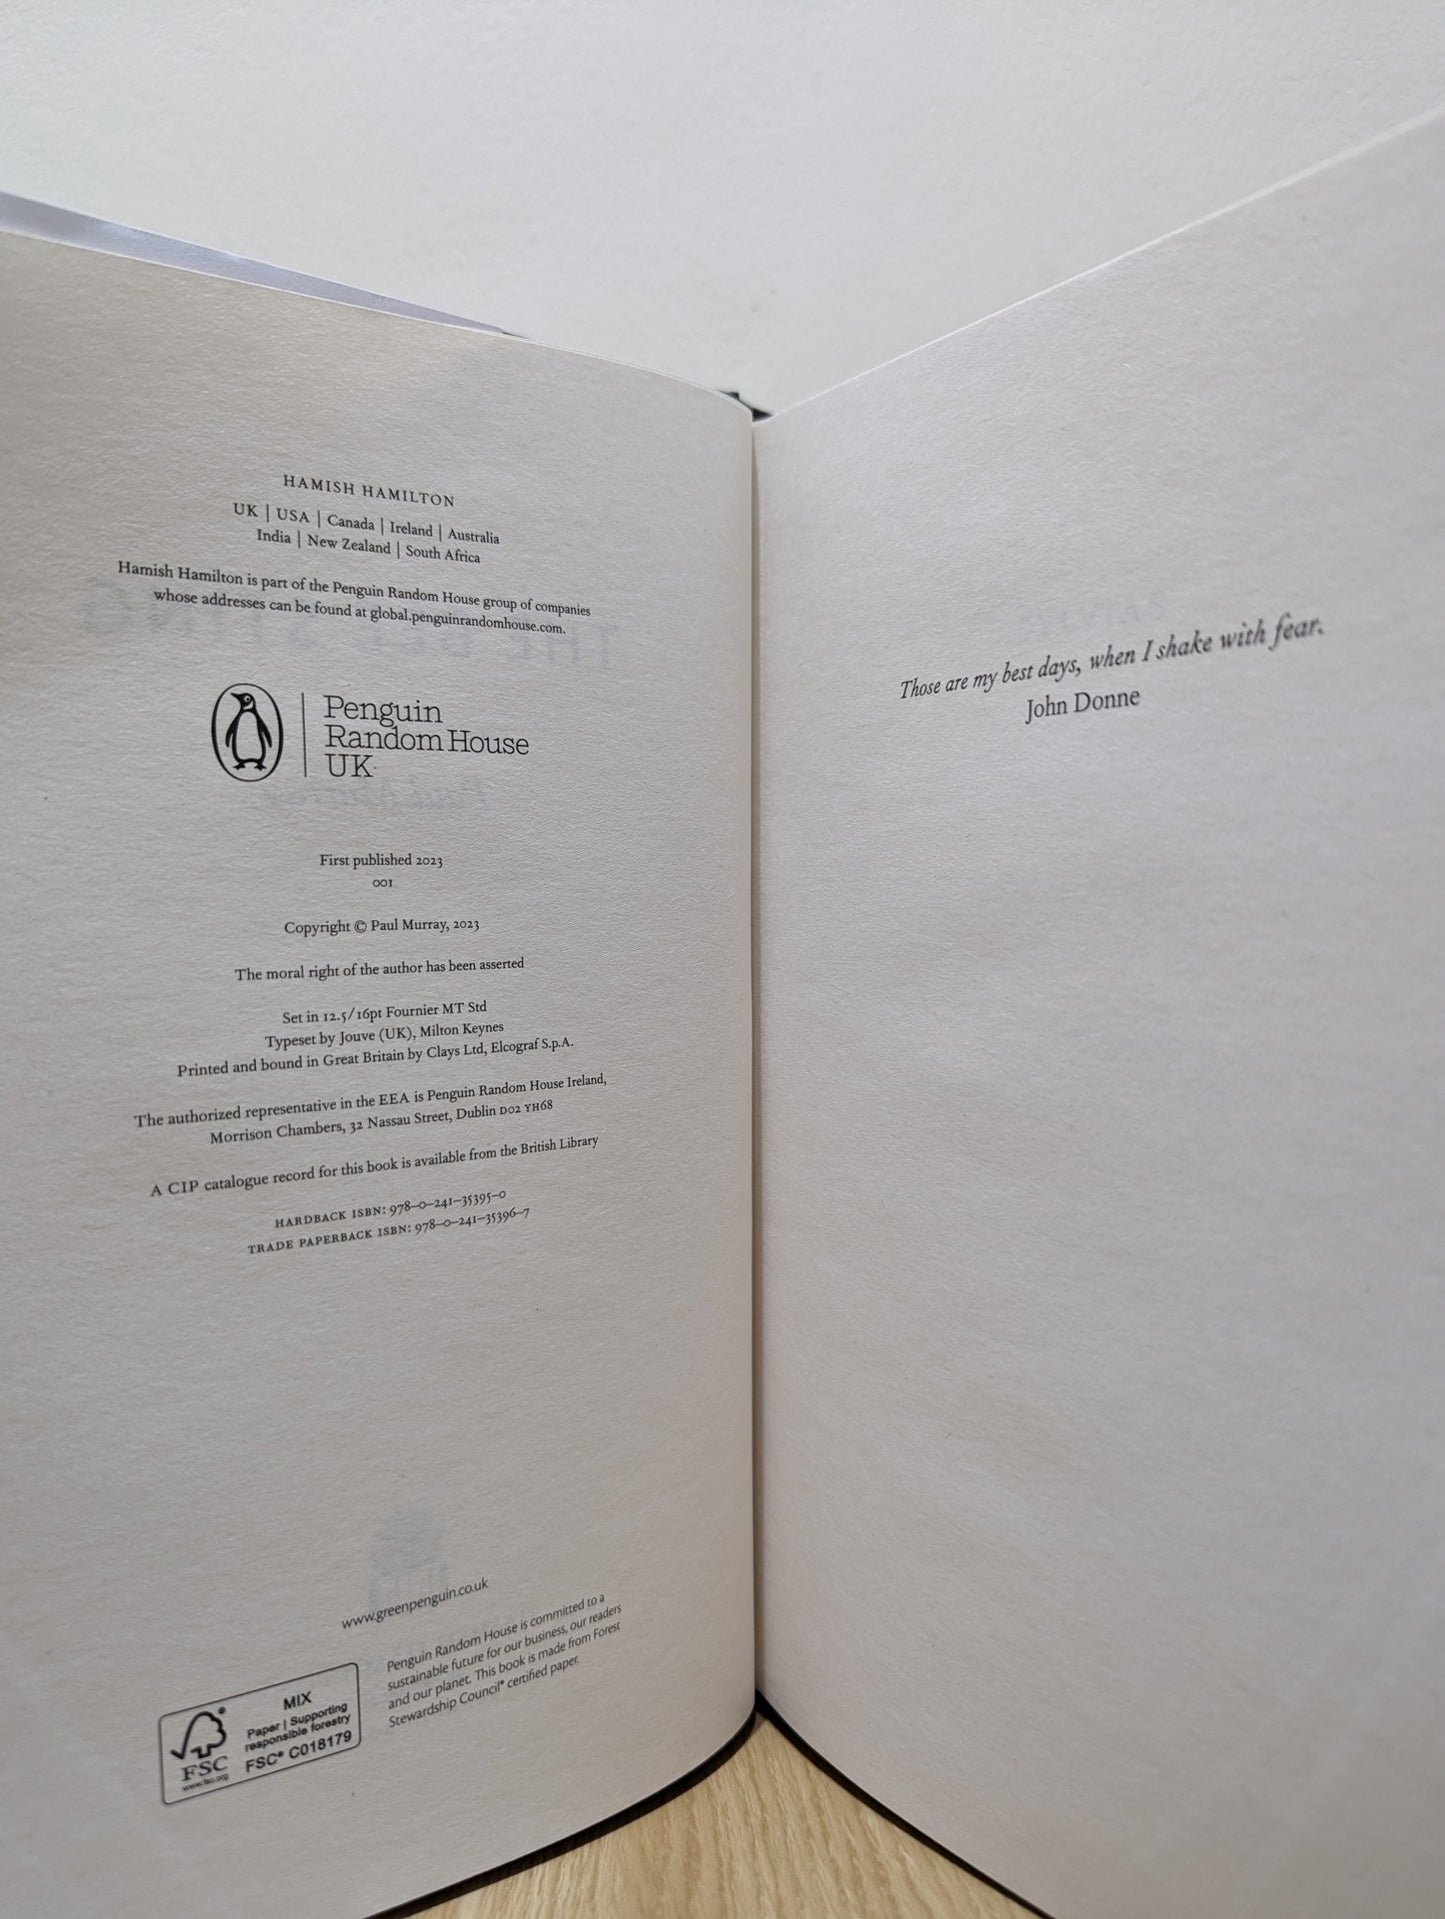 HAMISH HAMILTON
UK | USA | Canada | Ireland | Australia
India | New Zealand | South Africa
Hamish Hamilton is part of the Penguin Random House group of companies
whose addresses can be found at global.penguinrandomhouse.com.
Penguin
Random House
UK
First published 2023
001
Copyright © Paul Murray, 2023
The moral right of the author has been asserted
Set in 12.5/16pt Fournier MT Std
Typeset by Jouve (UK), Milton Keynes
Printed and bound in Great Britain by Clays Ltd, Elcograf S.p.A.
The authorized representative in the EEA is Penguin Random House Ireland,
Morrison Chambers, 32 Nassau Street, Dublin D02 YH68
A CIP catalogue record for this book is available from the British Library
HARDBACK ISBN: 978–0–241–35395–0
TRADE PAPERBACK ISBN: 978–0–241–35396–7
www.greenpenguin.co.uk
Penguin Random House is committed to a
sustainable future for our business, our readers
and our planet. This book is made from Forest
Stewardship Council® certified paper.
MIX
Paper | Supporting
responsible forestry
FSC® C018179
FSC
www.fsc.org
Those are my best days, when I shake with fear.
John Donne